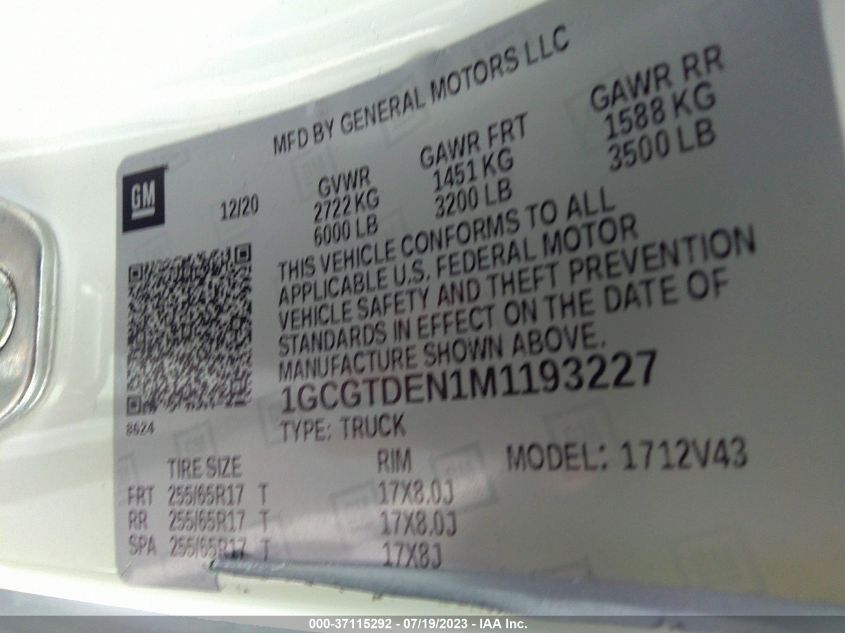 MFD BY GENERAL MOTORS LLC
GM
12/20
GVWR
2722 KG
6000 LB
GAWR FRT
1451 KG
3200 LB
GAWR RR
1588 KG
3500 LB
THIS VEHICLE CONFORMS TO ALL
APPLICABLE U.S. FEDERAL MOTOR
VEHICLE SAFETY AND THEFT PREVENTION
STANDARDS IN EFFECT ON THE DATE OF
MANUFACTURE SHOWN ABOVE.
1GCGTDEN1M1193227
8624
TYPE: TRUCK
MODEL: 1712V43
TIRE SIZE RIM
FRT 255/65R17 T 17X8.0J
RR 255/65R17 T 17X8.0J
SPA 255/65R17 T 17X8J
000-37115292 - 07/19/2023 - IAA Inc.